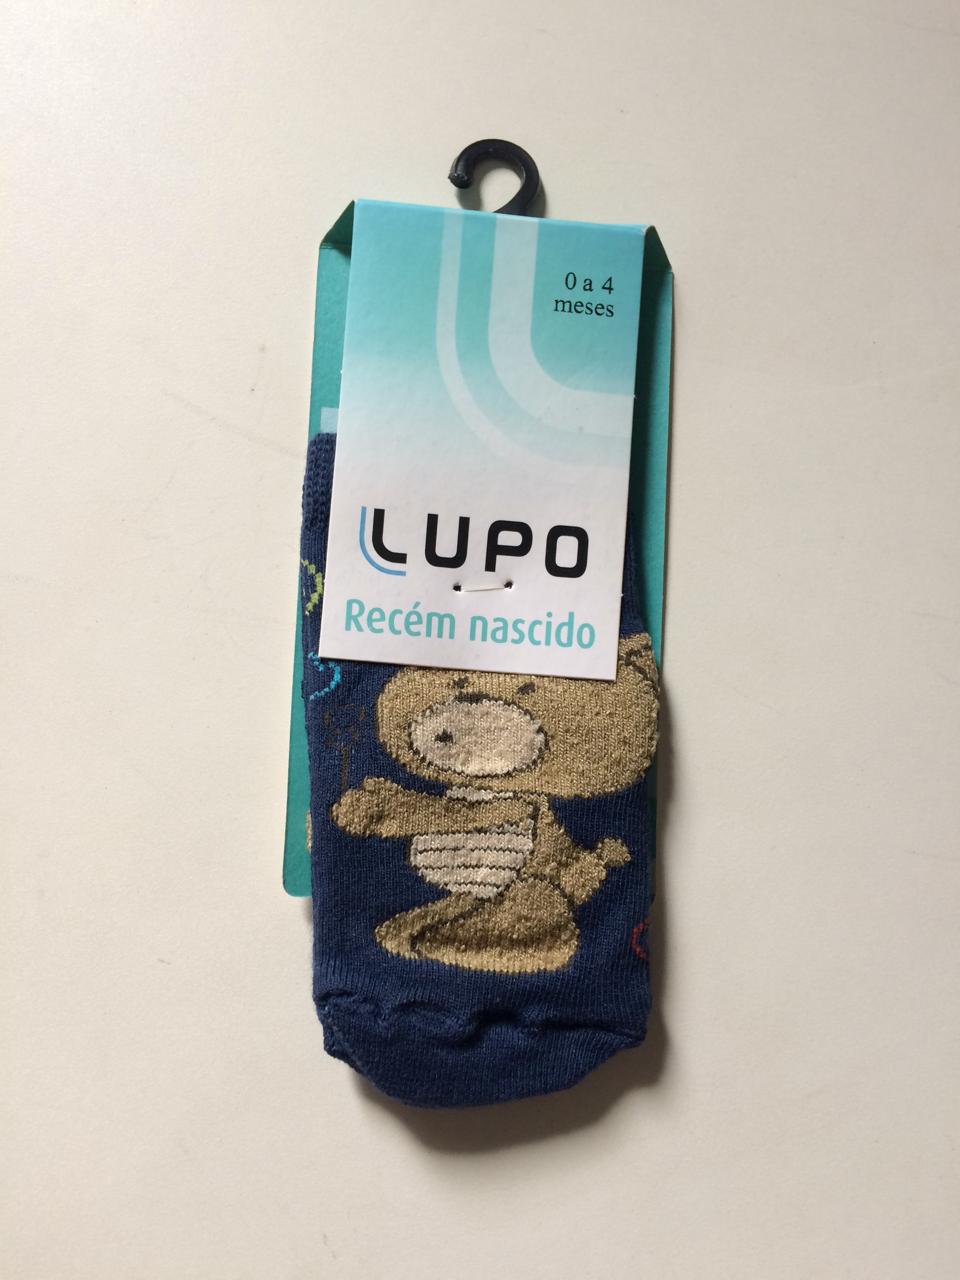 0 a 4
meses
LUPO
Recém nascido